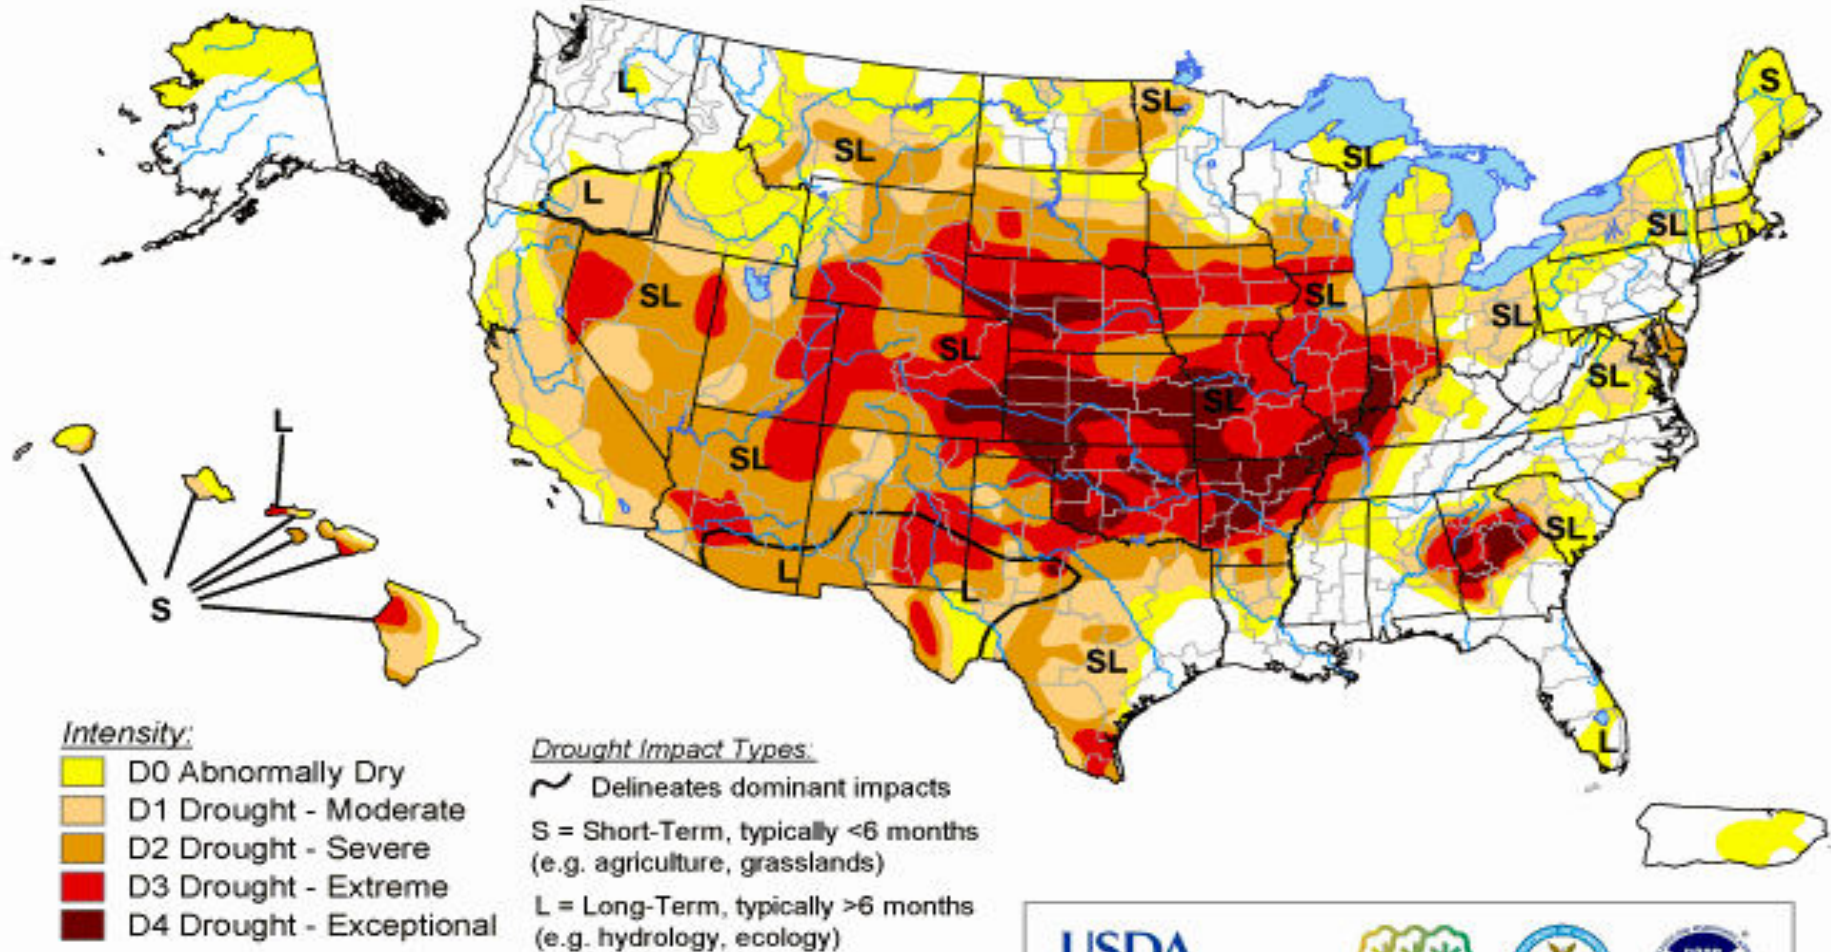 L
S
SL
SL
SL
L
SL
SL
SL
SL
SL
SL
SL
L
SL
SL
SL
L
L
S
SL
L
Intensity:
D0 Abnormally Dry
D1 Drought - Moderate
D2 Drought - Severe
D3 Drought - Extreme
D4 Drought - Exceptional
Drought Impact Types:
Delineates dominant impacts
S = Short-Term, typically <6 months
(e.g. agriculture, grasslands)
L = Long-Term, typically >6 months
(e.g. hydrology, ecology)
USDA